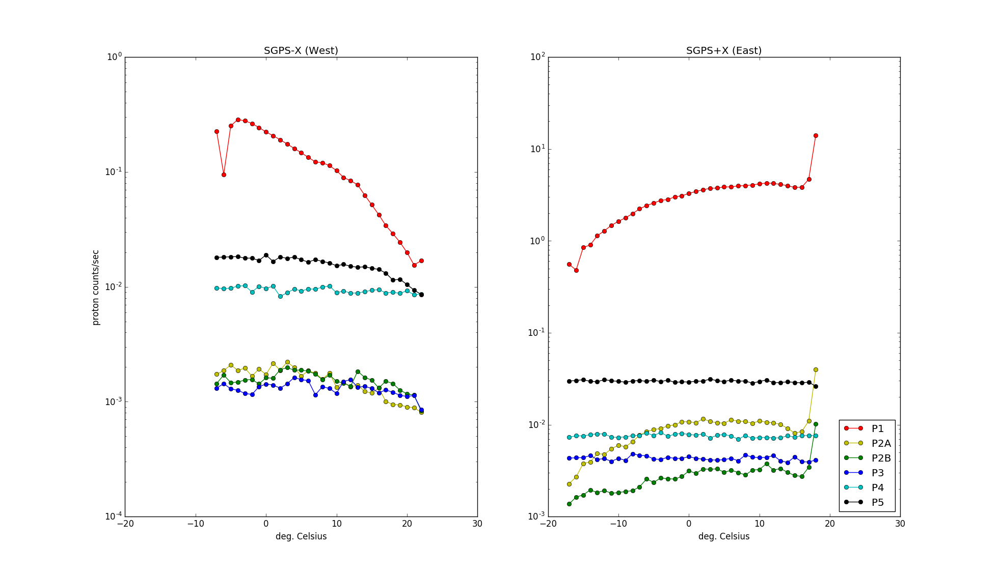 SGPS-X (West)
10^0
10^-1
10^-2
10^-3
10^-4
proton counts/sec
−20 −10 0 10 20 30
deg. Celsius
SGPS+X (East)
10^2
10^1
10^0
10^-1
10^-2
10^-3
−20 −10 0 10 20 30
deg. Celsius
P1
P2A
P2B
P3
P4
P5